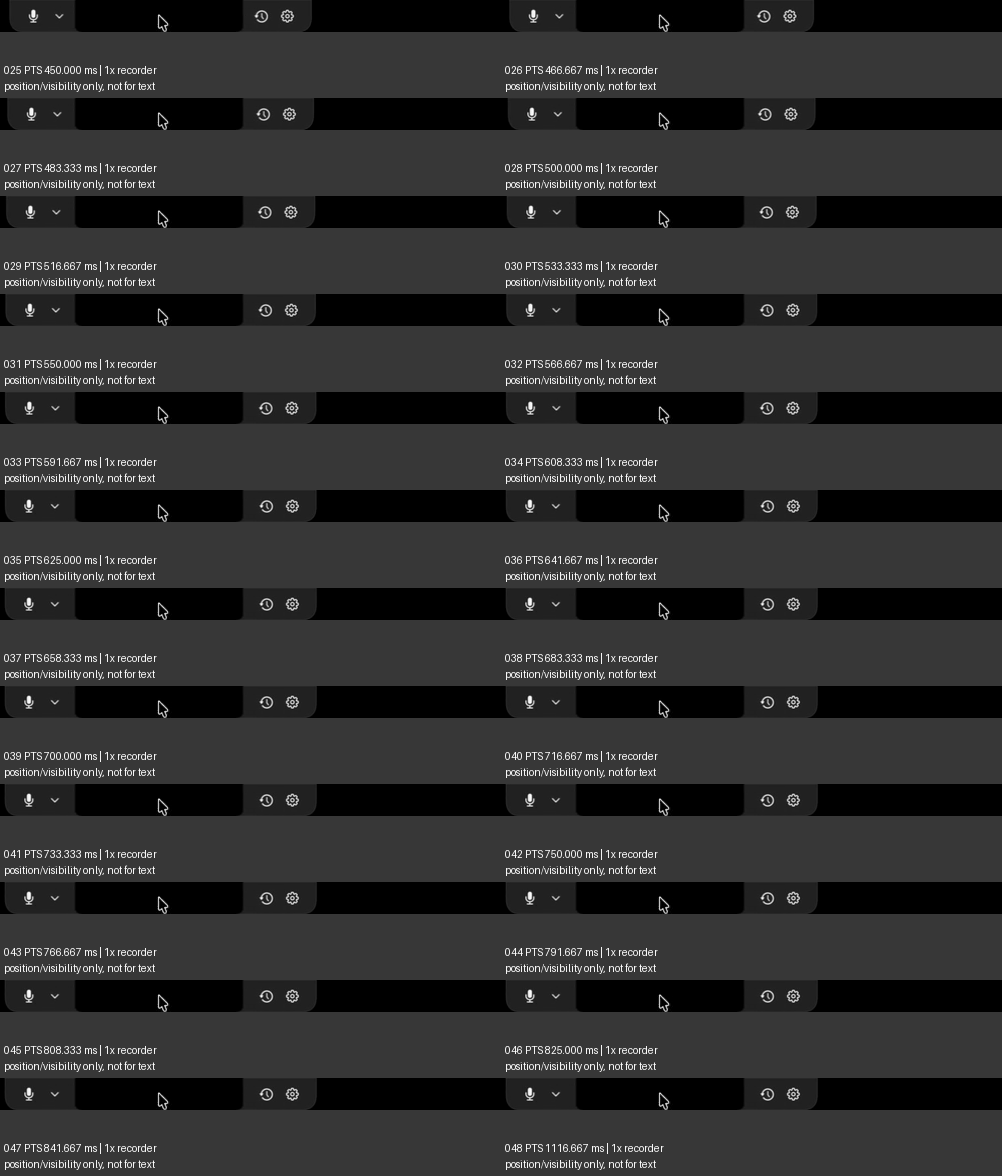 025 PTS 450.000 ms | 1x recorder
position/visibility only, not for text
026 PTS 466.667 ms | 1x recorder
position/visibility only, not for text
027 PTS 483.333 ms | 1x recorder
position/visibility only, not for text
028 PTS 500.000 ms | 1x recorder
position/visibility only, not for text
029 PTS 516.667 ms | 1x recorder
position/visibility only, not for text
030 PTS 533.333 ms | 1x recorder
position/visibility only, not for text
031 PTS 550.000 ms | 1x recorder
position/visibility only, not for text
032 PTS 566.667 ms | 1x recorder
position/visibility only, not for text
033 PTS 591.667 ms | 1x recorder
position/visibility only, not for text
034 PTS 608.333 ms | 1x recorder
position/visibility only, not for text
035 PTS 625.000 ms | 1x recorder
position/visibility only, not for text
036 PTS 641.667 ms | 1x recorder
position/visibility only, not for text
037 PTS 658.333 ms | 1x recorder
position/visibility only, not for text
038 PTS 683.333 ms | 1x recorder
position/visibility only, not for text
039 PTS 700.000 ms | 1x recorder
position/visibility only, not for text
040 PTS 716.667 ms | 1x recorder
position/visibility only, not for text
041 PTS 733.333 ms | 1x recorder
position/visibility only, not for text
042 PTS 750.000 ms | 1x recorder
position/visibility only, not for text
043 PTS 766.667 ms | 1x recorder
position/visibility only, not for text
044 PTS 791.667 ms | 1x recorder
position/visibility only, not for text
045 PTS 808.333 ms | 1x recorder
position/visibility only, not for text
046 PTS 825.000 ms | 1x recorder
position/visibility only, not for text
047 PTS 841.667 ms | 1x recorder
position/visibility only, not for text
048 PTS 1116.667 ms | 1x recorder
position/visibility only, not for text